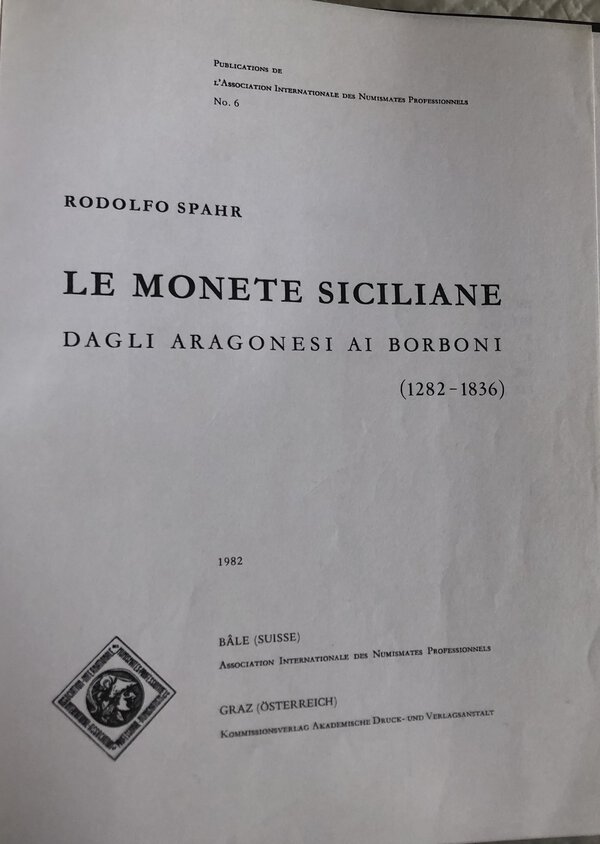 PUBLICATIONS DE
L'ASSOCIATION INTERNATIONALE DES NUMISMATES PROFESSIONNELS
No. 6
RODOLFO SPAHR
LE MONETE SICILIANE
DAGLI ARAGONESI AI BORBONI
(1282-1836)
1982
BÂLE (SUISSE)
ASSOCIATION INTERNATIONALE DES NUMISMATES PROFESSIONNELS
GRAZ (ÖSTERREICH)
KOMMISSIONSVERLAG AKADEMISCHE DRUCK- UND VERLAGSANSTALT